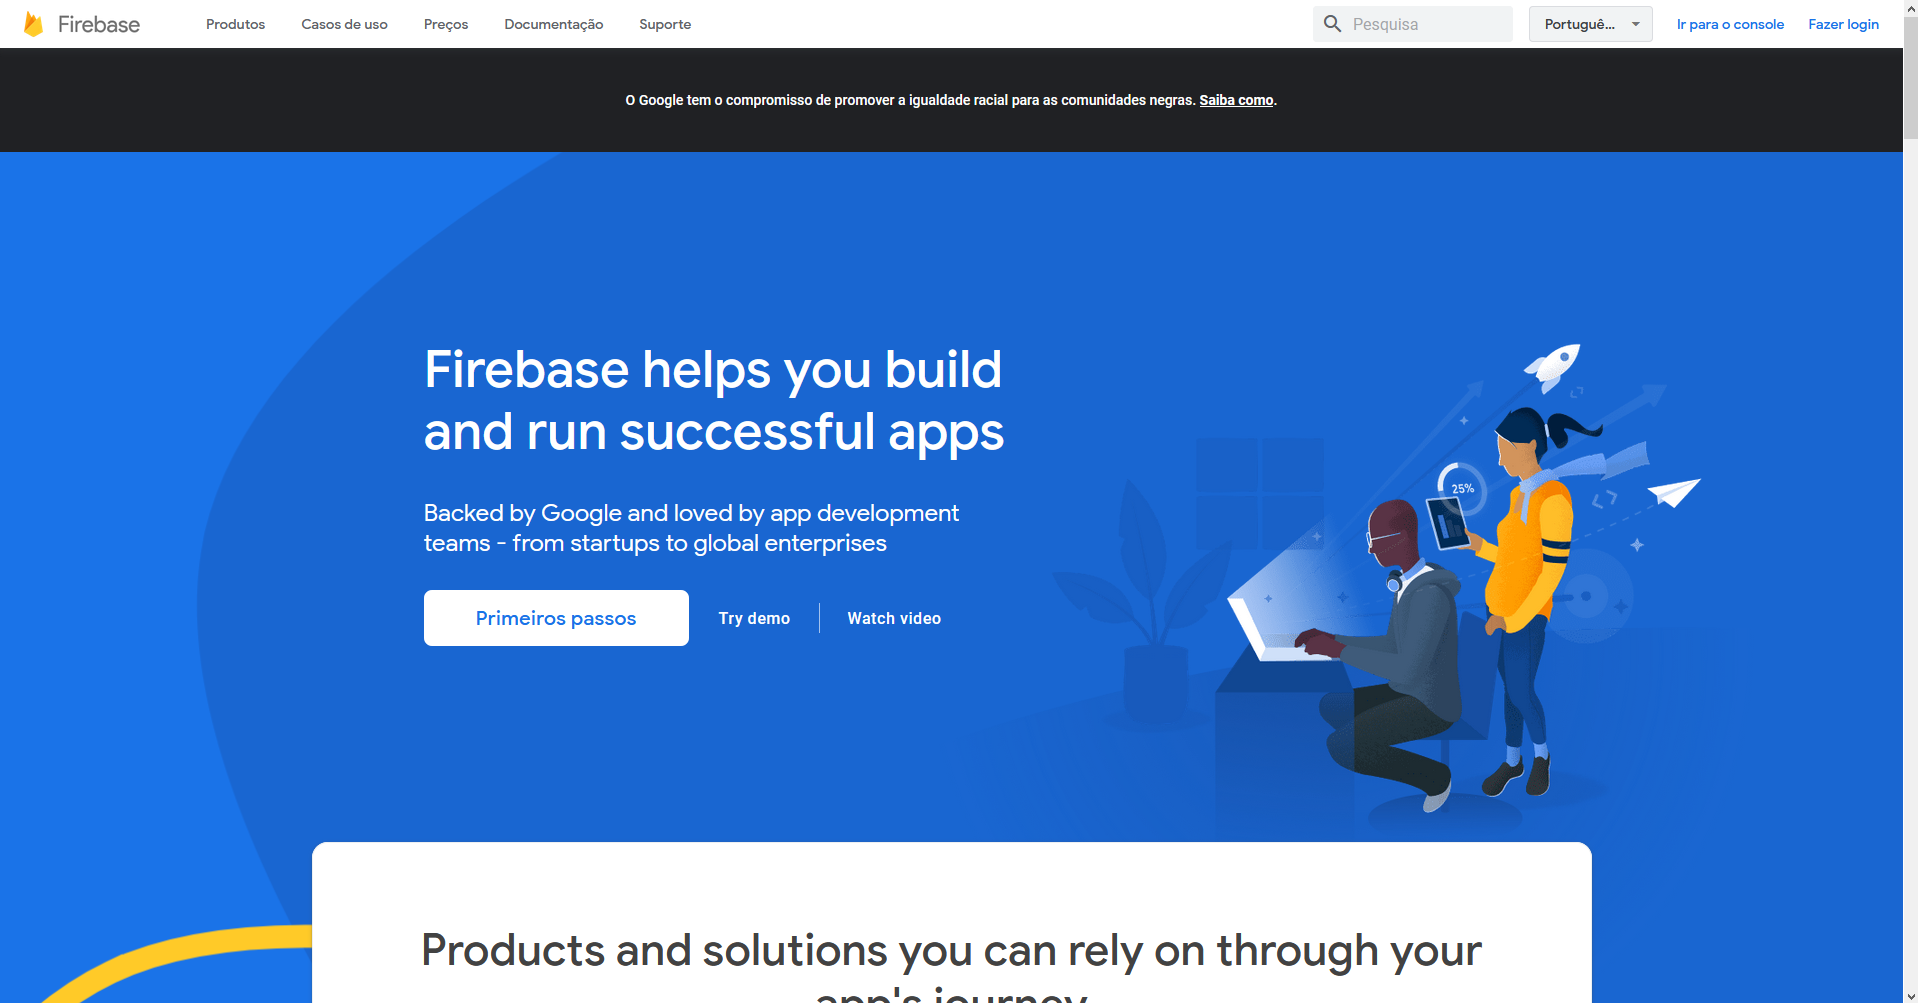 Firebase
Produtos
Casos de uso
Preços
Documentação
Suporte
Pesquisa
Portuguê...
Ir para o console
Fazer login
O Google tem o compromisso de promover a igualdade racial para as comunidades negras. Saiba como.
Firebase helps you build
and run successful apps
Backed by Google and loved by app development
teams - from startups to global enterprises
Primeiros passos
Try demo
Watch video
25%
Products and solutions you can rely on through your
app's journey